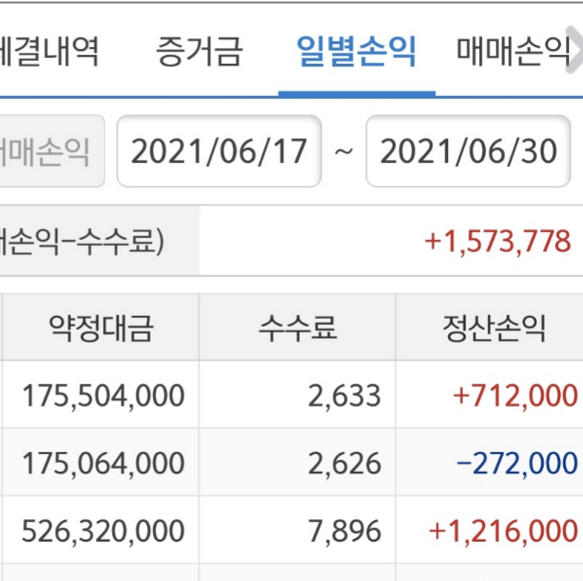 체결내역 증거금 일별손익 매매손익
매매손익 2021/06/17 ~ 2021/06/30
손익-수수료) +1,573,778
약정대금 수수료 정산손익
175,504,000 2,633 +712,000
175,064,000 2,626 -272,000
526,320,000 7,896 +1,216,000